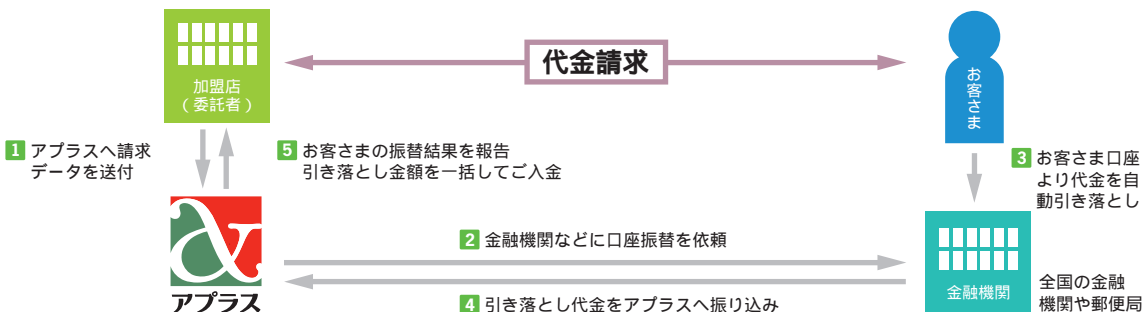 代金請求
加盟店
（委託者）
お客さま
1 アプラスへ請求
データを送付
5 お客さまの振替結果を報告
引き落とし金額を一括してご入金
3 お客さま口座
より代金を自
動引き落とし
2 金融機関などに口座振替を依頼
アプラス
4 引き落とし代金をアプラスへ振り込み
金融機関
全国の金融
機関や郵便局